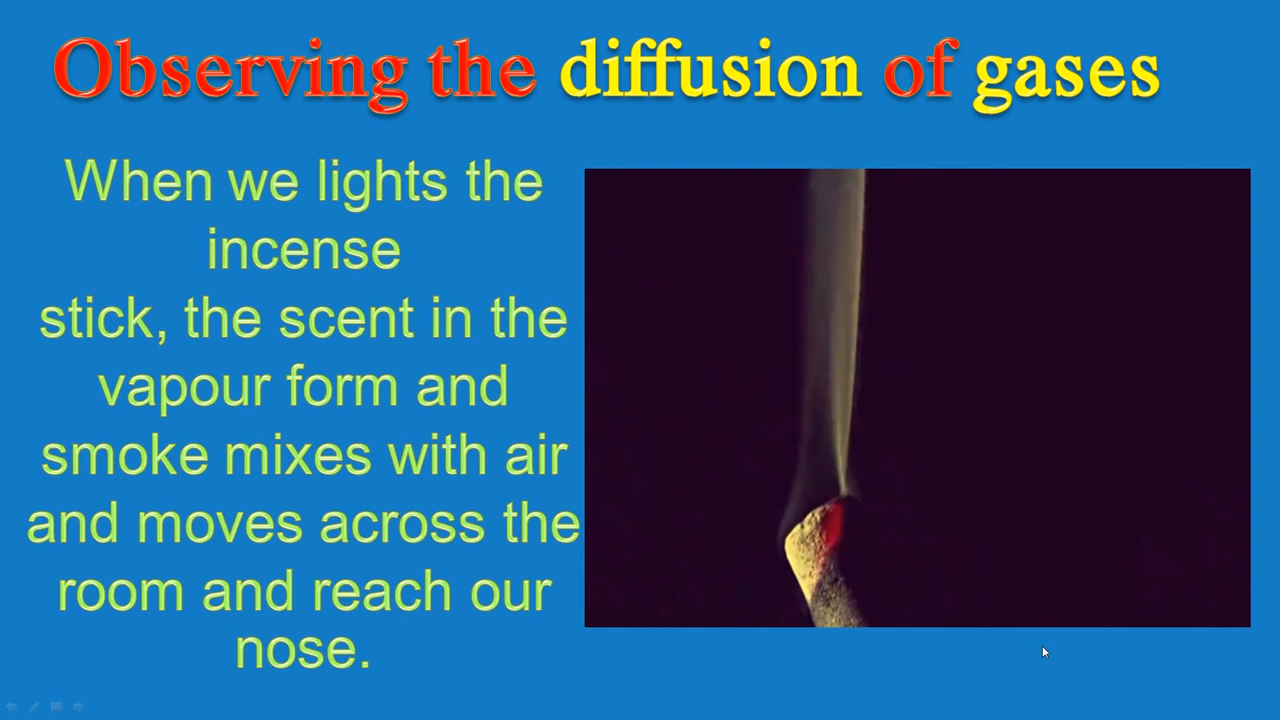 Observing the diffusion of gases
When we lights the
incense
stick, the scent in the
vapour form and
smoke mixes with air
and moves across the
room and reach our
nose.